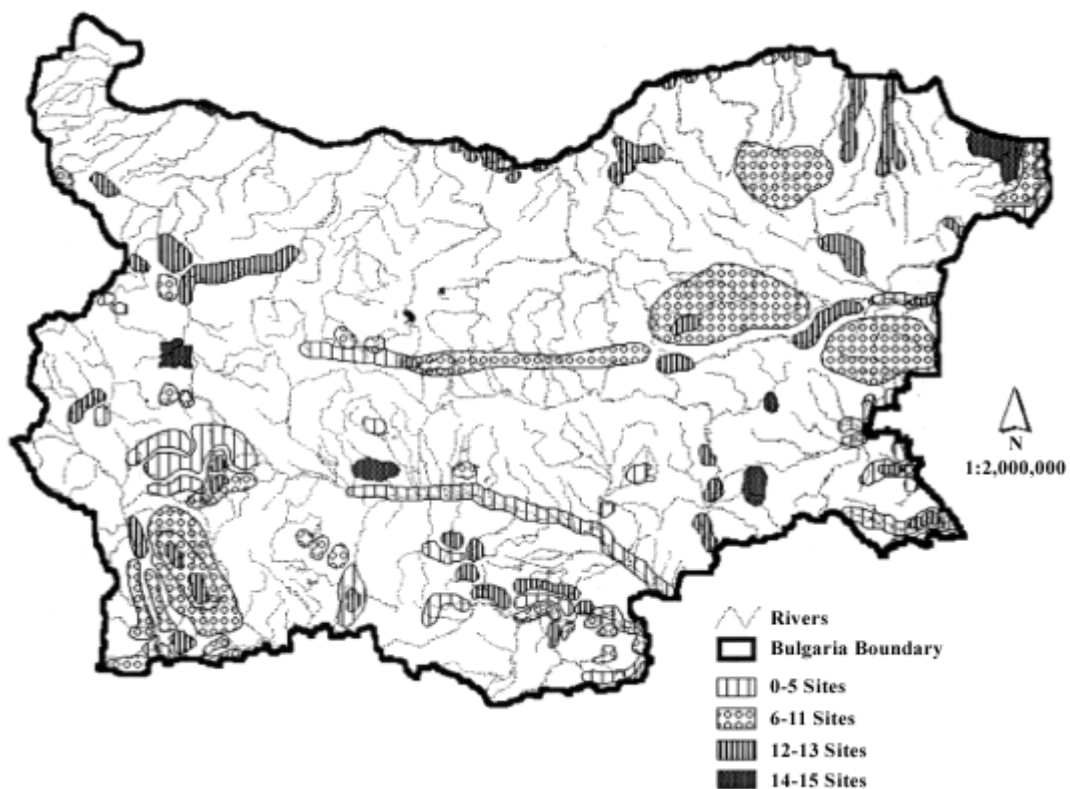 N
1:2,000,000
Rivers
Bulgaria Boundary
0-5 Sites
6-11 Sites
12-13 Sites
14-15 Sites